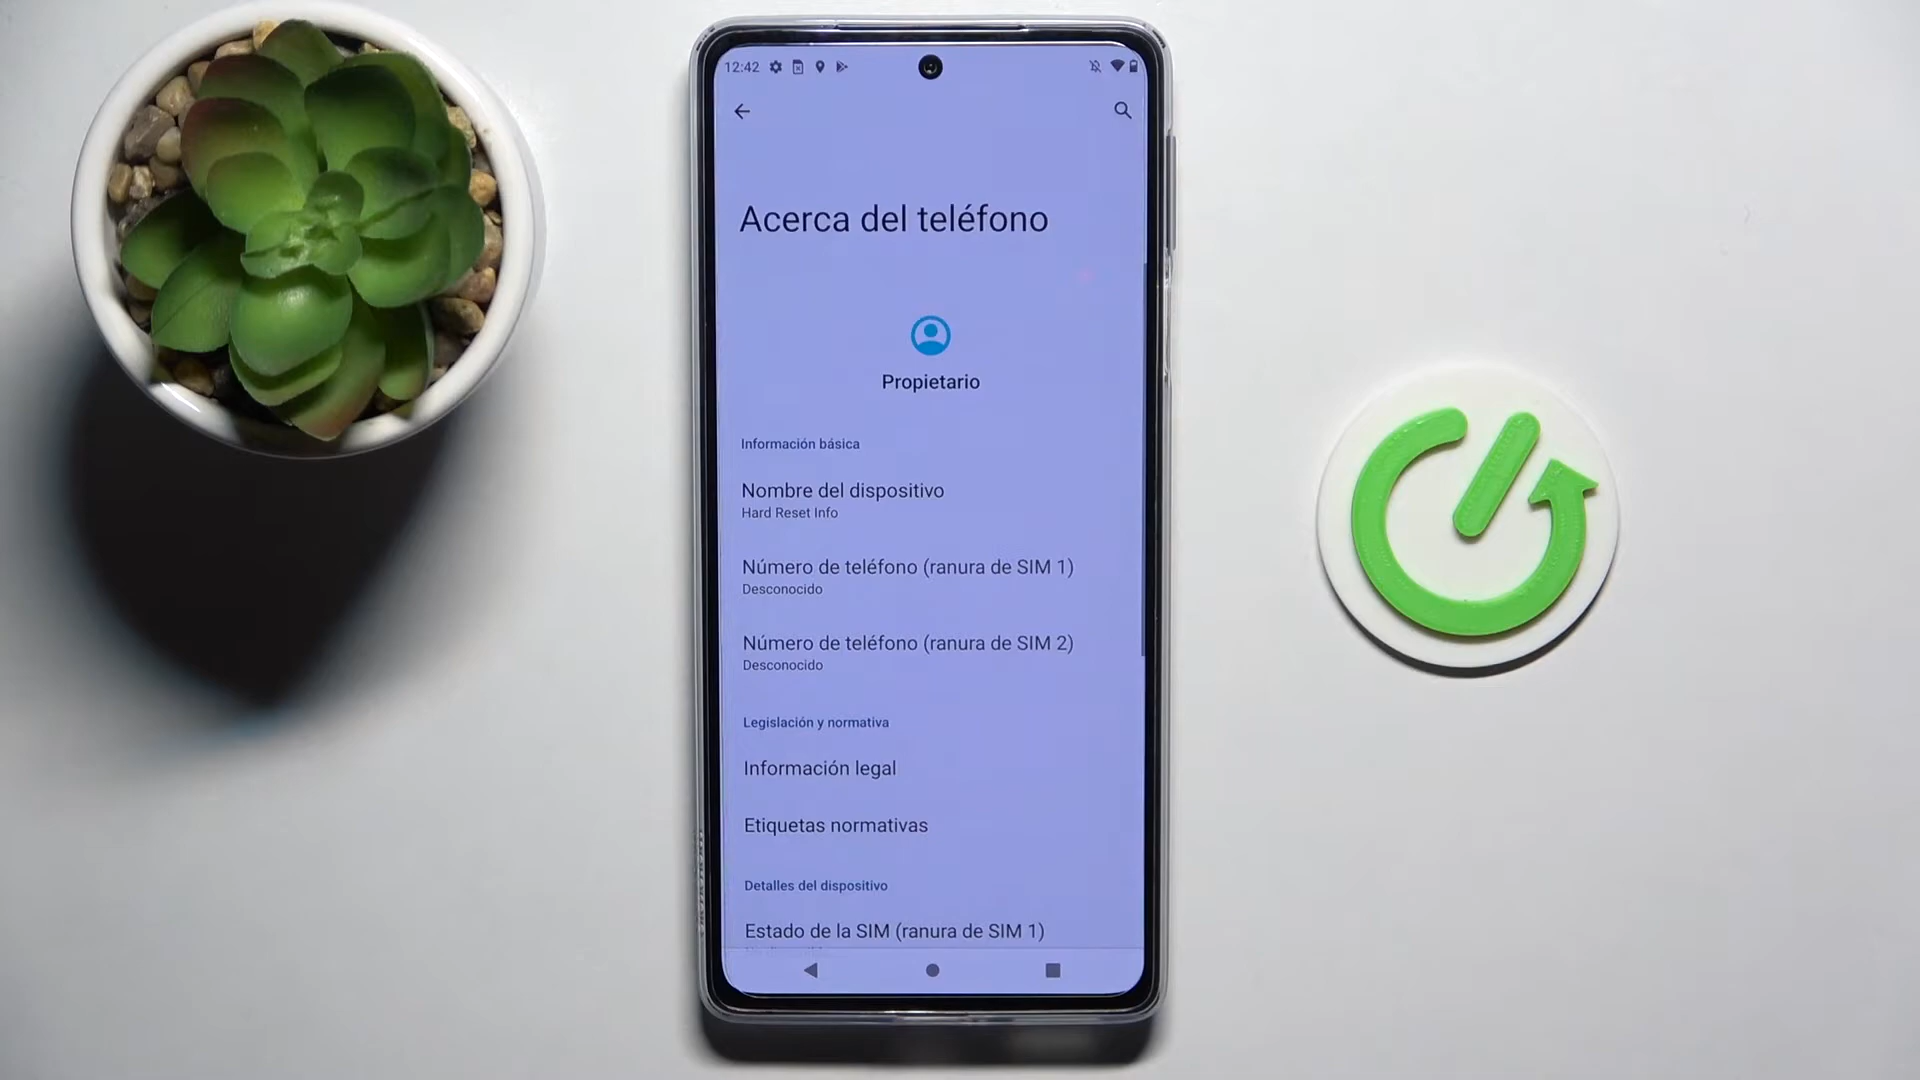 12:42
Acerca del teléfono
Propietario
Información básica
Nombre del dispositivo
Hard Reset Info
Número de teléfono (ranura de SIM 1)
Desconocido
Número de teléfono (ranura de SIM 2)
Desconocido
Legislación y normativa
Información legal
Etiquetas normativas
Detalles del dispositivo
Estado de la SIM (ranura de SIM 1)